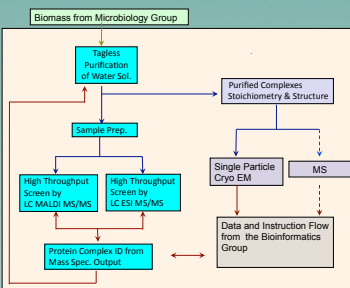 Biomass from Microbiology Group
Tagless
Purification
of Water Sol.
Purified Complexes
Stoichiometry & Structure
Sample Prep.
High Throughput
Screen by
LC MALDI MS/MS
High Throughput
Screen by
LC ESI MS/MS
Single Particle
Cryo EM
MS
Protein Complex ID from
Mass Spec. Output
Data and Instruction Flow
from the Bioinformatics
Group